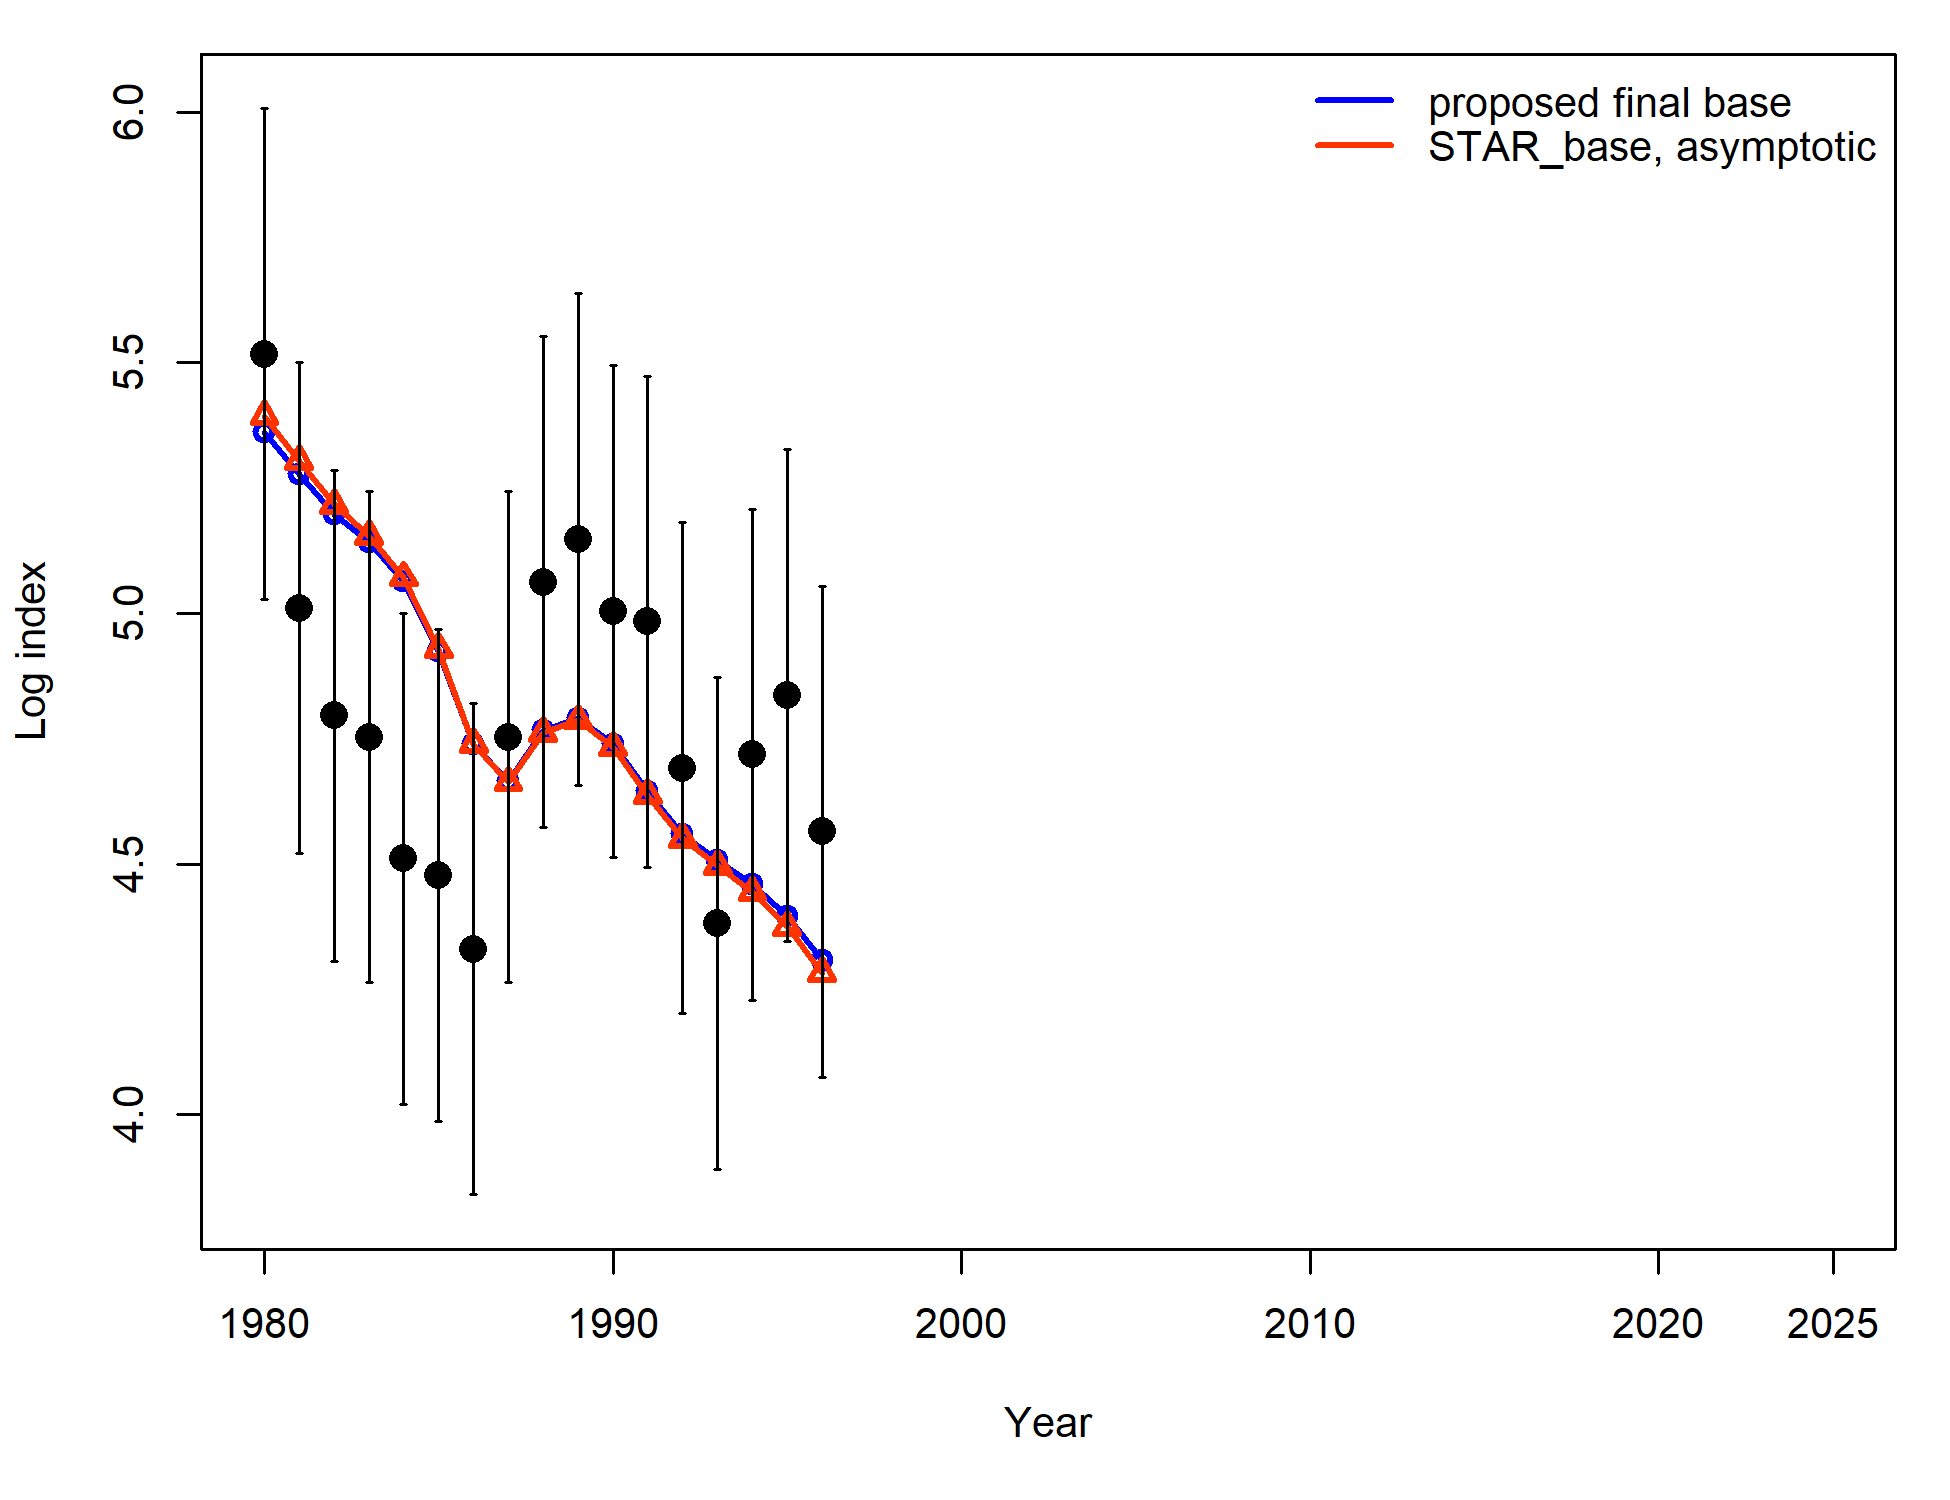 proposed final base
STAR_base, asymptotic
6.0
5.5
5.0
4.5
4.0
Log index
1980 1990 2000 2010 2020 2025
Year